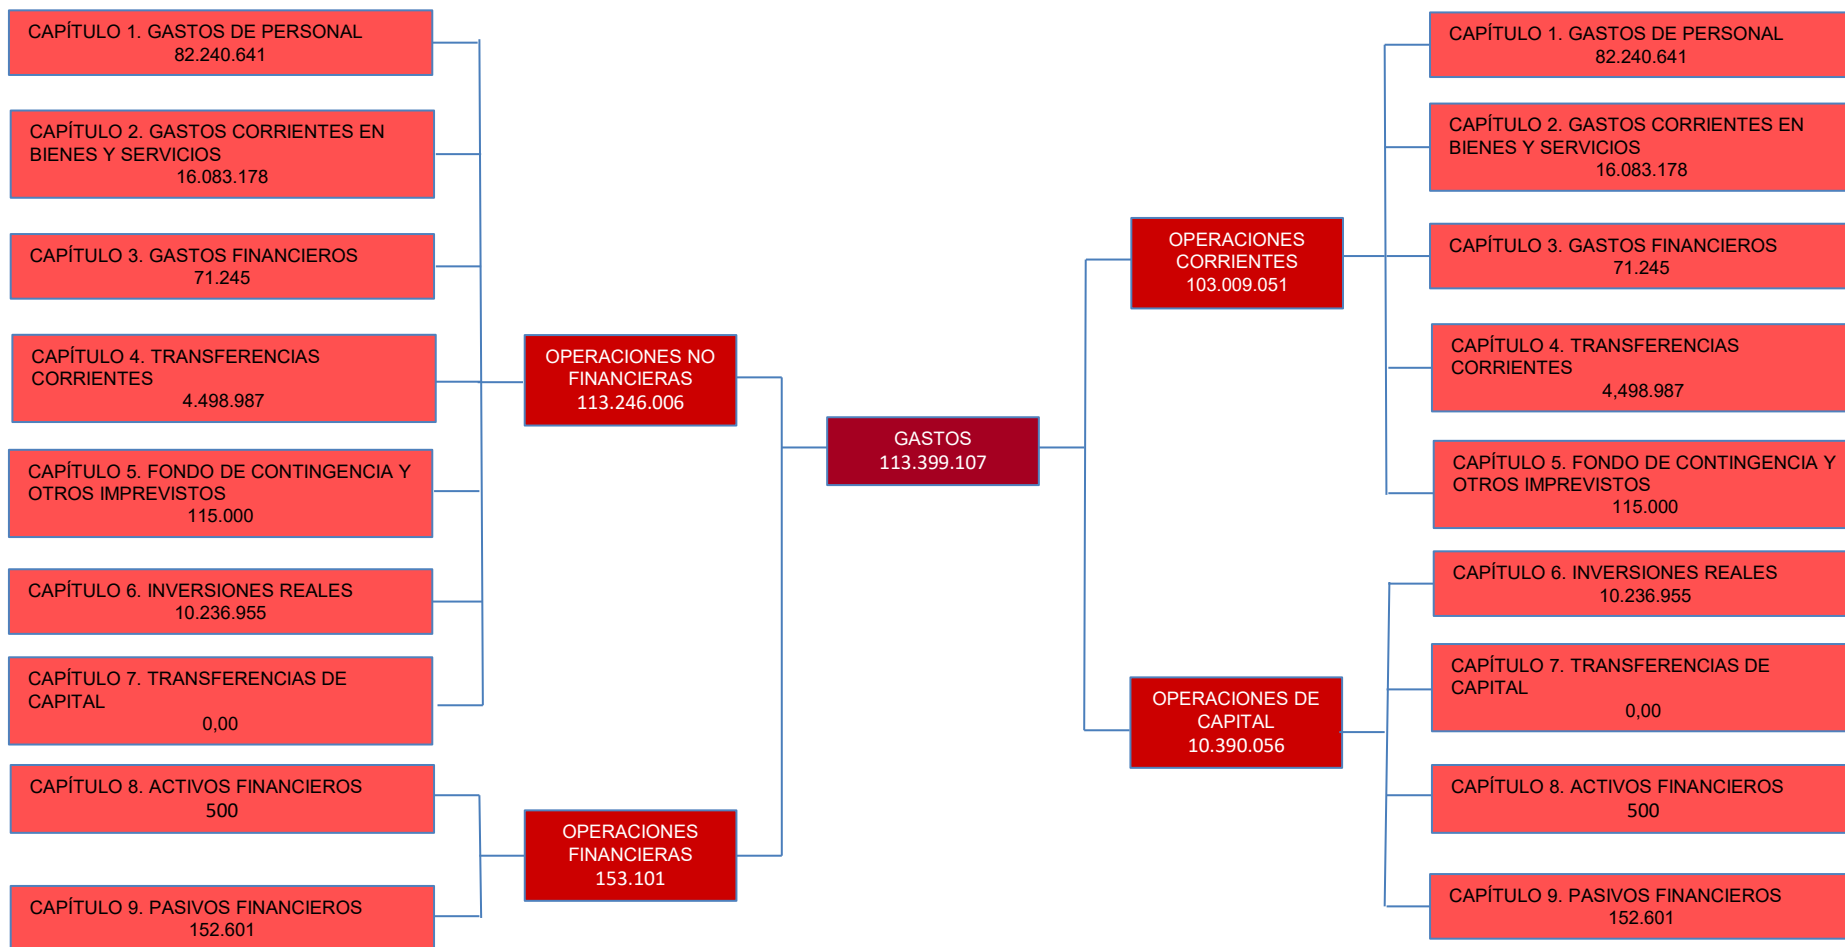 CAPÍTULO 1. GASTOS DE PERSONAL
82.240.641
CAPÍTULO 2. GASTOS CORRIENTES EN
BIENES Y SERVICIOS
16.083.178
CAPÍTULO 3. GASTOS FINANCIEROS
71.245
CAPÍTULO 4. TRANSFERENCIAS
CORRIENTES
4.498.987
CAPÍTULO 5. FONDO DE CONTINGENCIA Y
OTROS IMPREVISTOS
115.000
CAPÍTULO 6. INVERSIONES REALES
10.236.955
CAPÍTULO 7. TRANSFERENCIAS DE
CAPITAL
0,00
CAPÍTULO 8. ACTIVOS FINANCIEROS
500
CAPÍTULO 9. PASIVOS FINANCIEROS
152.601
OPERACIONES NO
FINANCIERAS
113.246.006
OPERACIONES
FINANCIERAS
153.101
GASTOS
113.399.107
OPERACIONES
CORRIENTES
103.009.051
OPERACIONES DE
CAPITAL
10.390.056
CAPÍTULO 1. GASTOS DE PERSONAL
82.240.641
CAPÍTULO 2. GASTOS CORRIENTES EN
BIENES Y SERVICIOS
16.083.178
CAPÍTULO 3. GASTOS FINANCIEROS
71.245
CAPÍTULO 4. TRANSFERENCIAS
CORRIENTES
4,498.987
CAPÍTULO 5. FONDO DE CONTINGENCIA Y
OTROS IMPREVISTOS
115.000
CAPÍTULO 6. INVERSIONES REALES
10.236.955
CAPÍTULO 7. TRANSFERENCIAS DE
CAPITAL
0,00
CAPÍTULO 8. ACTIVOS FINANCIEROS
500
CAPÍTULO 9. PASIVOS FINANCIEROS
152.601